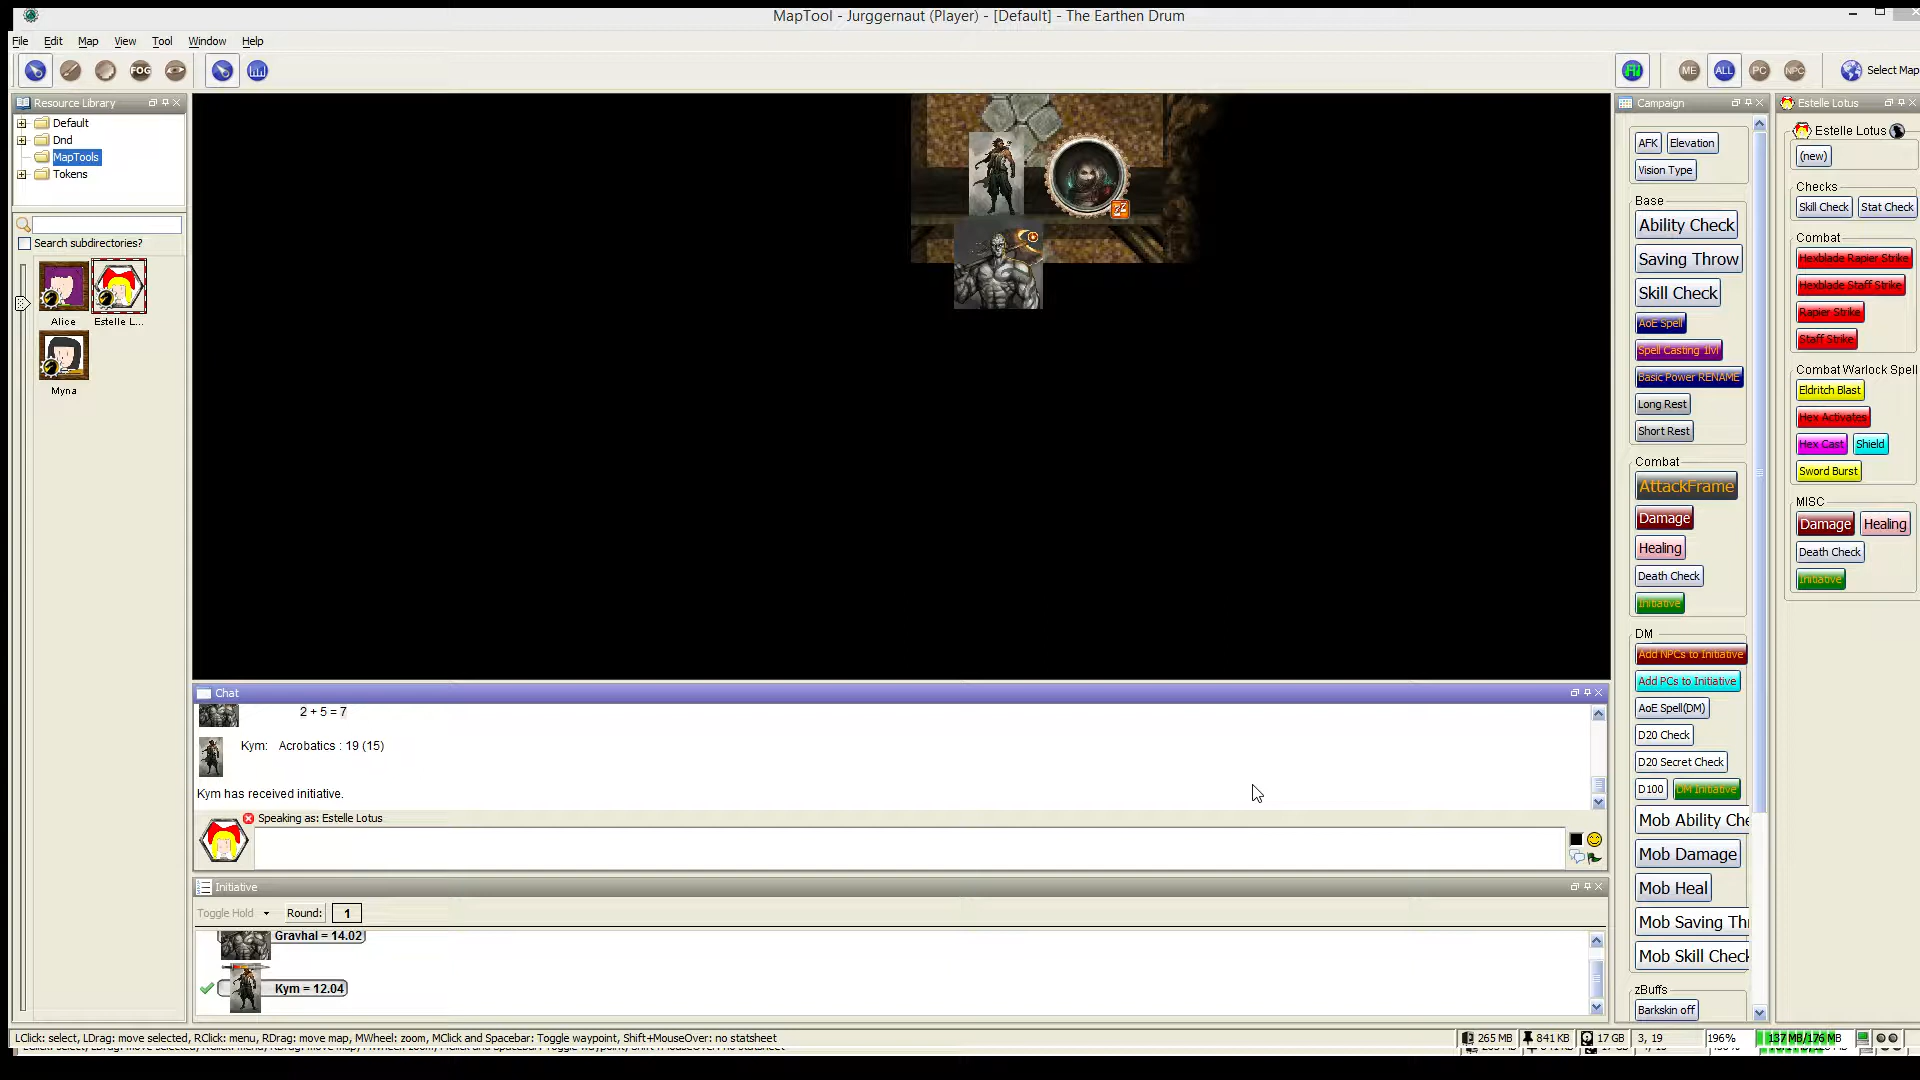 MapTool - Jurggernaut (Player) - [Default] - The Earthen Drum
File Edit Map View Tool Window Help
FOG
ME ALL PC NPC Select Map
Resource Library
Default
Dnd
MapTools
Tokens
Search subdirectories?
Alice
Estelle L...
Myna
Chat
2 + 5 = 7
Kym: Acrobatics : 19 (15)
Kym has received initiative.
Speaking as: Estelle Lotus
Initiative
Toggle Hold Round: 1
Gravhal = 14.02
Kym = 12.04
Campaign
AFK Elevation
Vision Type
Base
Ability Check
Saving Throw
Skill Check
AoE Spell
Spell Casting 1lvl
Basic Power RENAME
Long Rest
Short Rest
Combat
AttackFrame
Damage
Healing
Death Check
Initiative
DM
Add NPCs to Initiative
Add PCs to Initiative
AoE Spell(DM)
D20 Check
D20 Secret Check
D100 DM Initiative
Mob Ability Che
Mob Damage
Mob Heal
Mob Saving Thr
Mob Skill Check
zBuffs
Barkskin off
Estelle Lotus
Estelle Lotus
(new)
Checks
Skill Check Stat Check
Combat
Hexblade Rapier Strike
Hexblade Staff Strike
Rapier Strike
Staff Strike
Combat Warlock Spell
Eldritch Blast
Hex Activates
Hex Cast Shield
Sword Burst
MISC
Damage Healing
Death Check
Initiative
LClick: select, LDrag: move selected, RClick: menu, RDrag: move map, MWheel: zoom, MClick and Spacebar: Toggle waypoint, Shift+MouseOver: no statsheet
265 MB 841 KB 17 GB 3, 19 196% 137 MB/176 MB